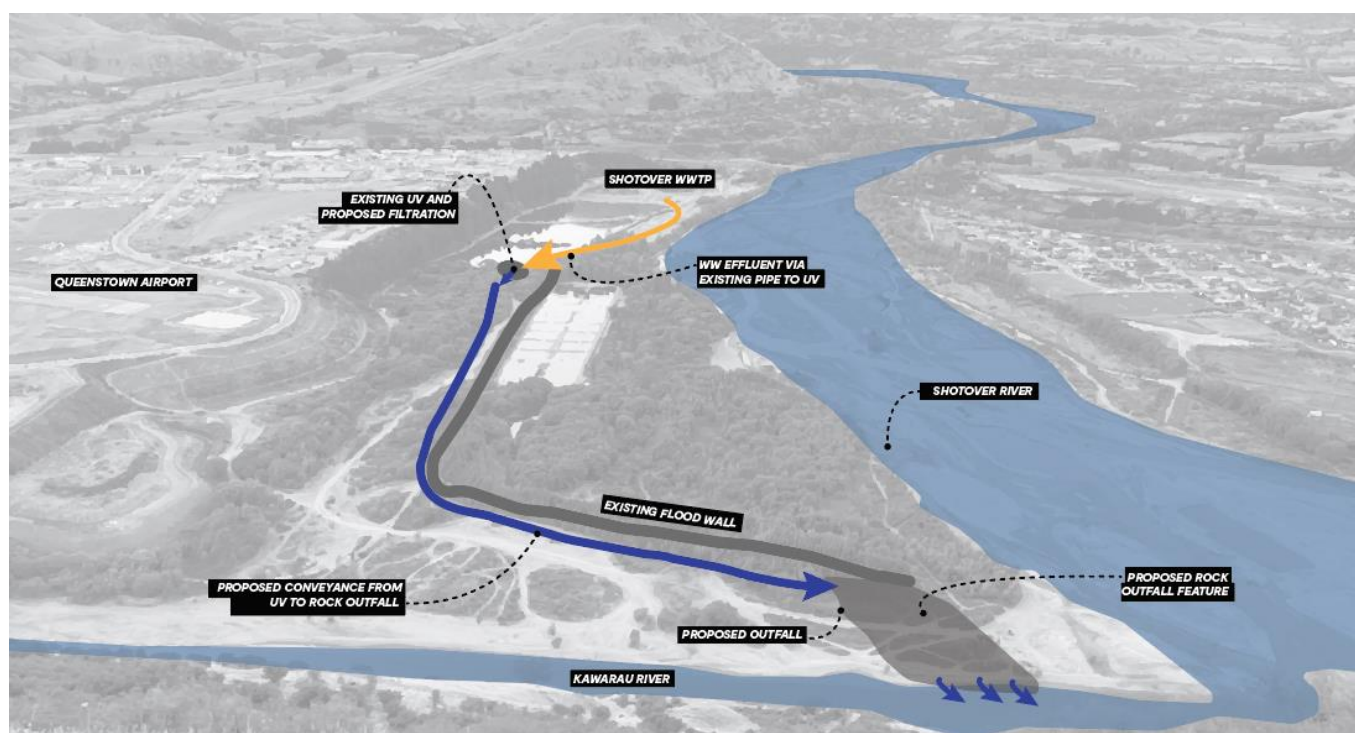 SHOTOVER WWTP
EXISTING UV AND
PROPOSED FILTRATION
QUEENSTOWN AIRPORT
WW EFFLUENT VIA
EXISTING PIPE TO UV
SHOTOVER RIVER
EXISTING FLOOD WALL
PROPOSED CONVEYANCE FROM
UV TO ROCK OUTFALL
PROPOSED ROCK
OUTFALL FEATURE
PROPOSED OUTFALL
KAWARAU RIVER